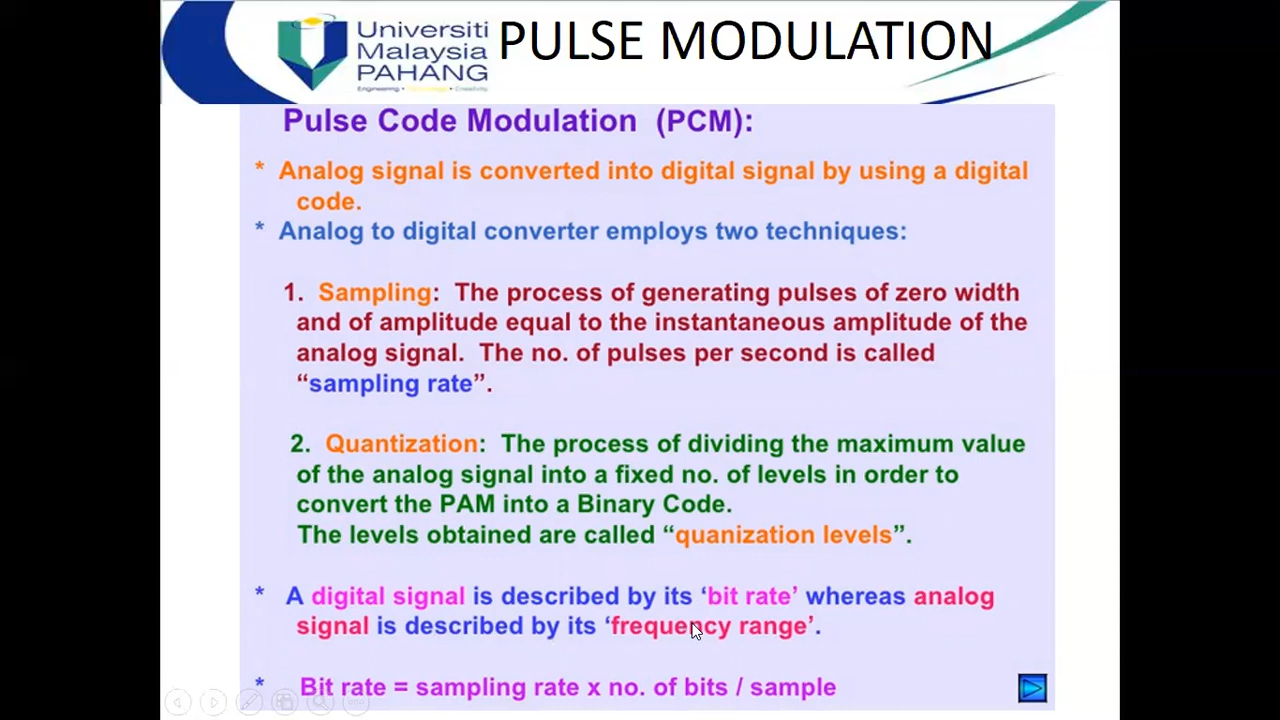 Universiti
Malaysia
PAHANG
PULSE MODULATION
Pulse Code Modulation (PCM):
* Analog signal is converted into digital signal by using a digital
code.
* Analog to digital converter employs two techniques:
1. Sampling: The process of generating pulses of zero width
and of amplitude equal to the instantaneous amplitude of the
analog signal. The no. of pulses per second is called
“sampling rate”.
2. Quantization: The process of dividing the maximum value
of the analog signal into a fixed no. of levels in order to
convert the PAM into a Binary Code.
The levels obtained are called “quanization levels”.
* A digital signal is described by its ‘bit rate’ whereas analog
signal is described by its ‘frequency range’.
* Bit rate = sampling rate x no. of bits / sample